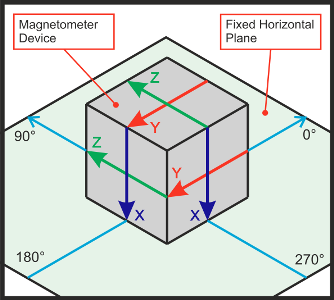 Magnetometer
Device
Fixed Horizontal
Plane
Z
Y
90°
0°
Z
Y
X
X
180°
270°